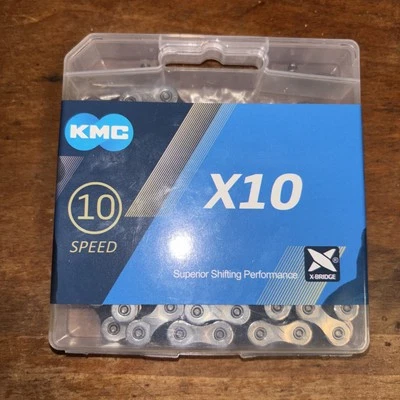 KMC
10
SPEED
X10
Superior Shifting Performance
X-BRIDGE
®